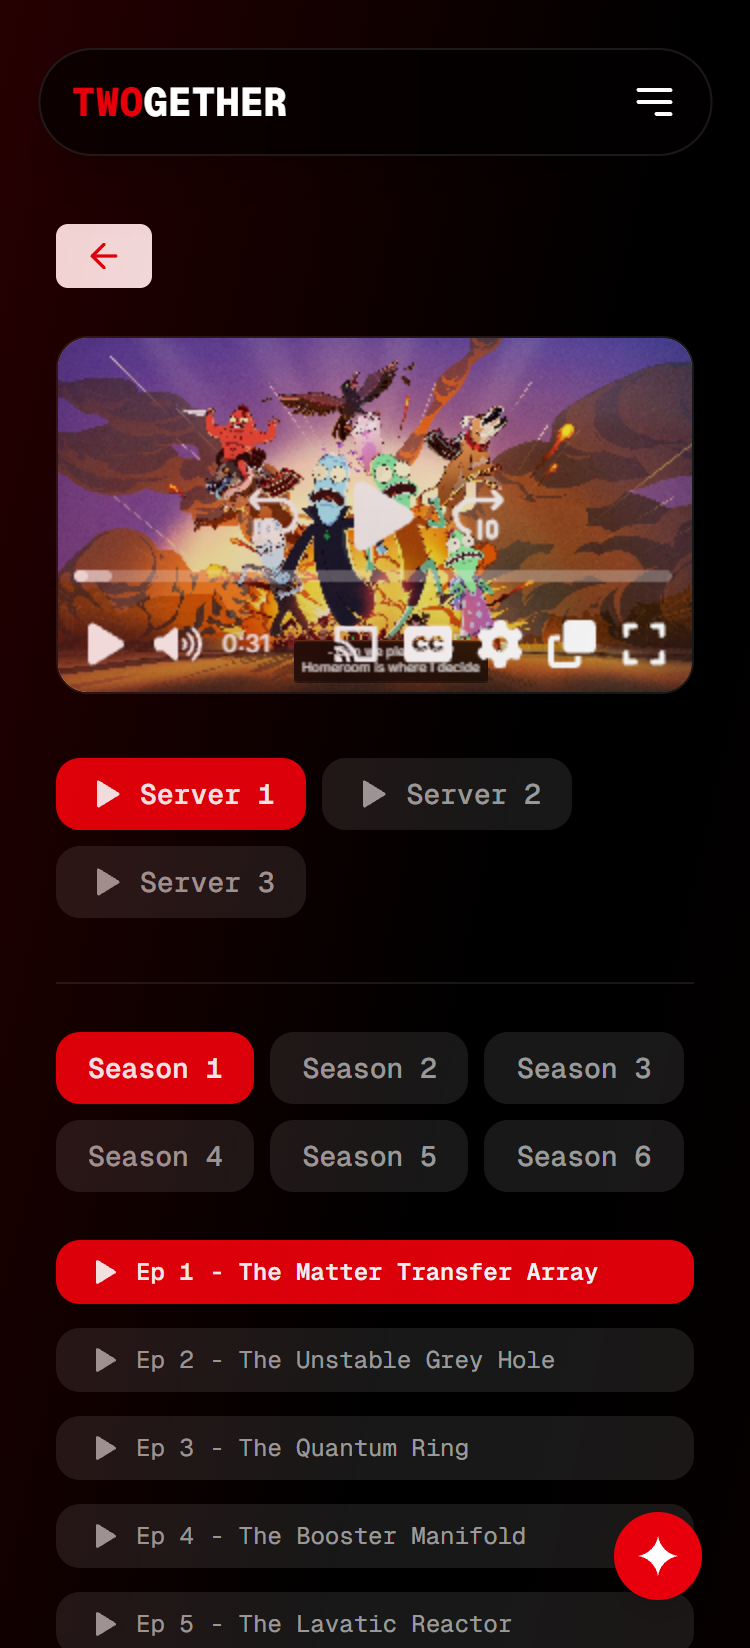 TWOGETHER
10 10
0:31 CC
Homeroom is where I decide
Server 1 Server 2
Server 3
Season 1 Season 2 Season 3
Season 4 Season 5 Season 6
Ep 1 - The Matter Transfer Array
Ep 2 - The Unstable Grey Hole
Ep 3 - The Quantum Ring
Ep 4 - The Booster Manifold
Ep 5 - The Lavatic Reactor